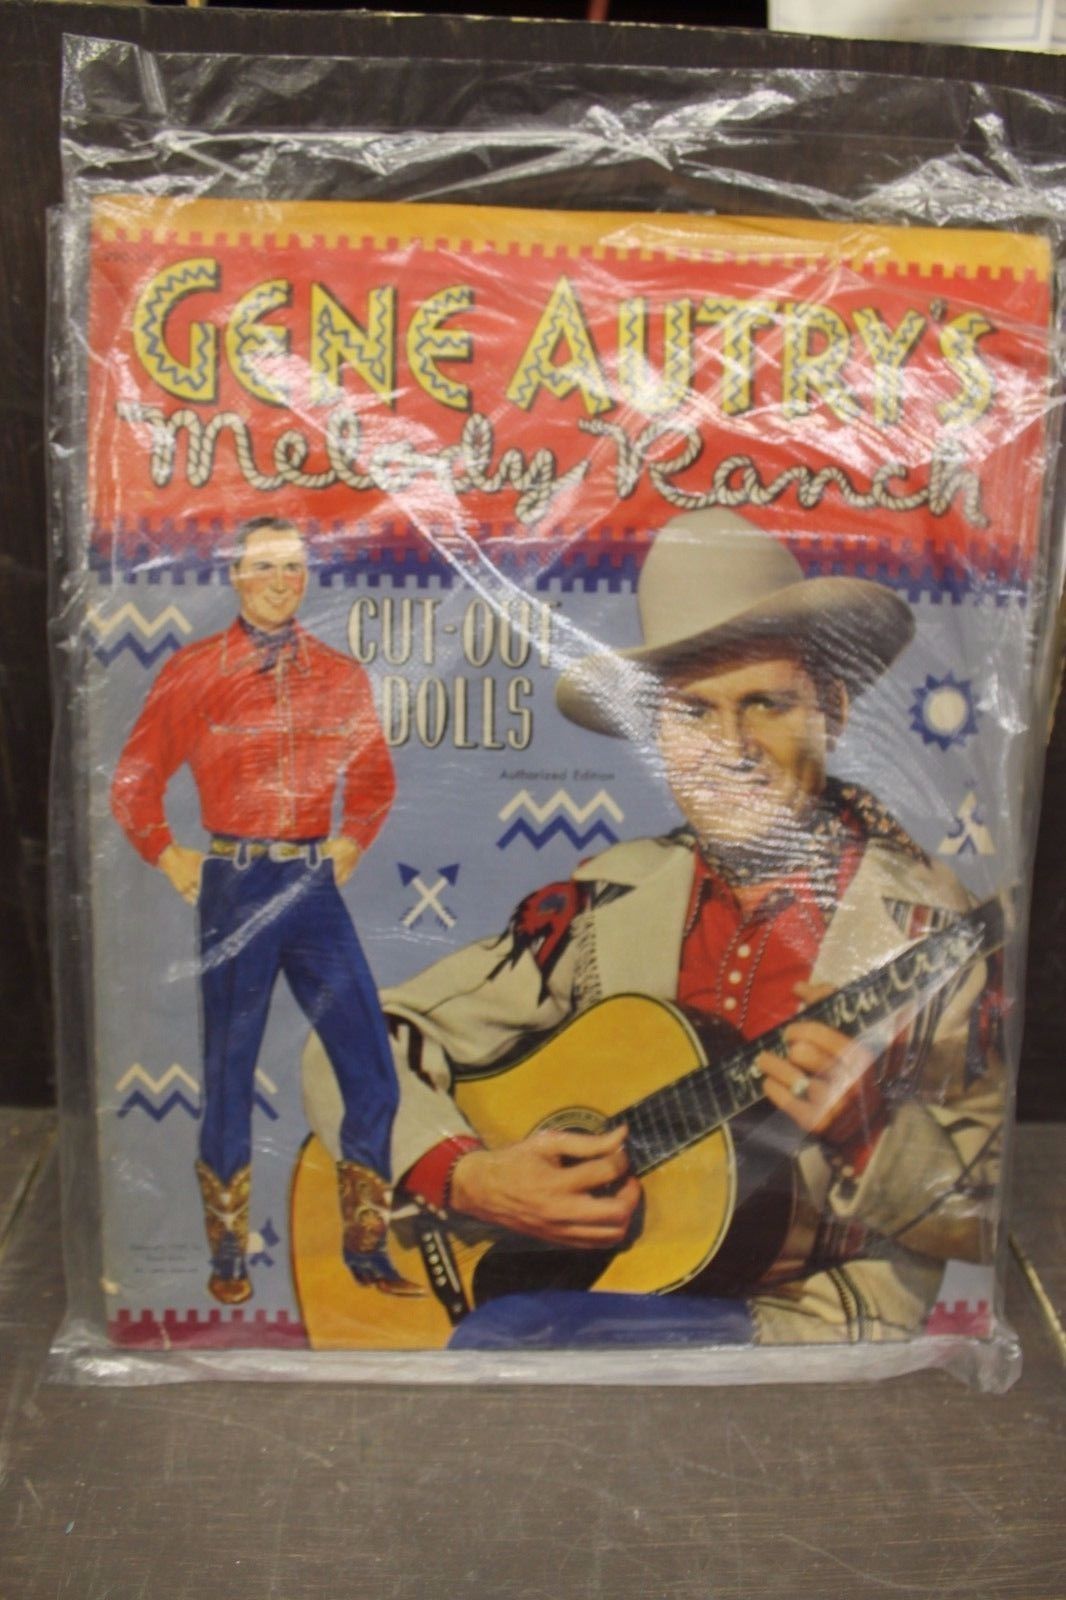 GENE AUTRY'S
Melody Ranch
CUT-OUT
DOLLS
Authorized Edition